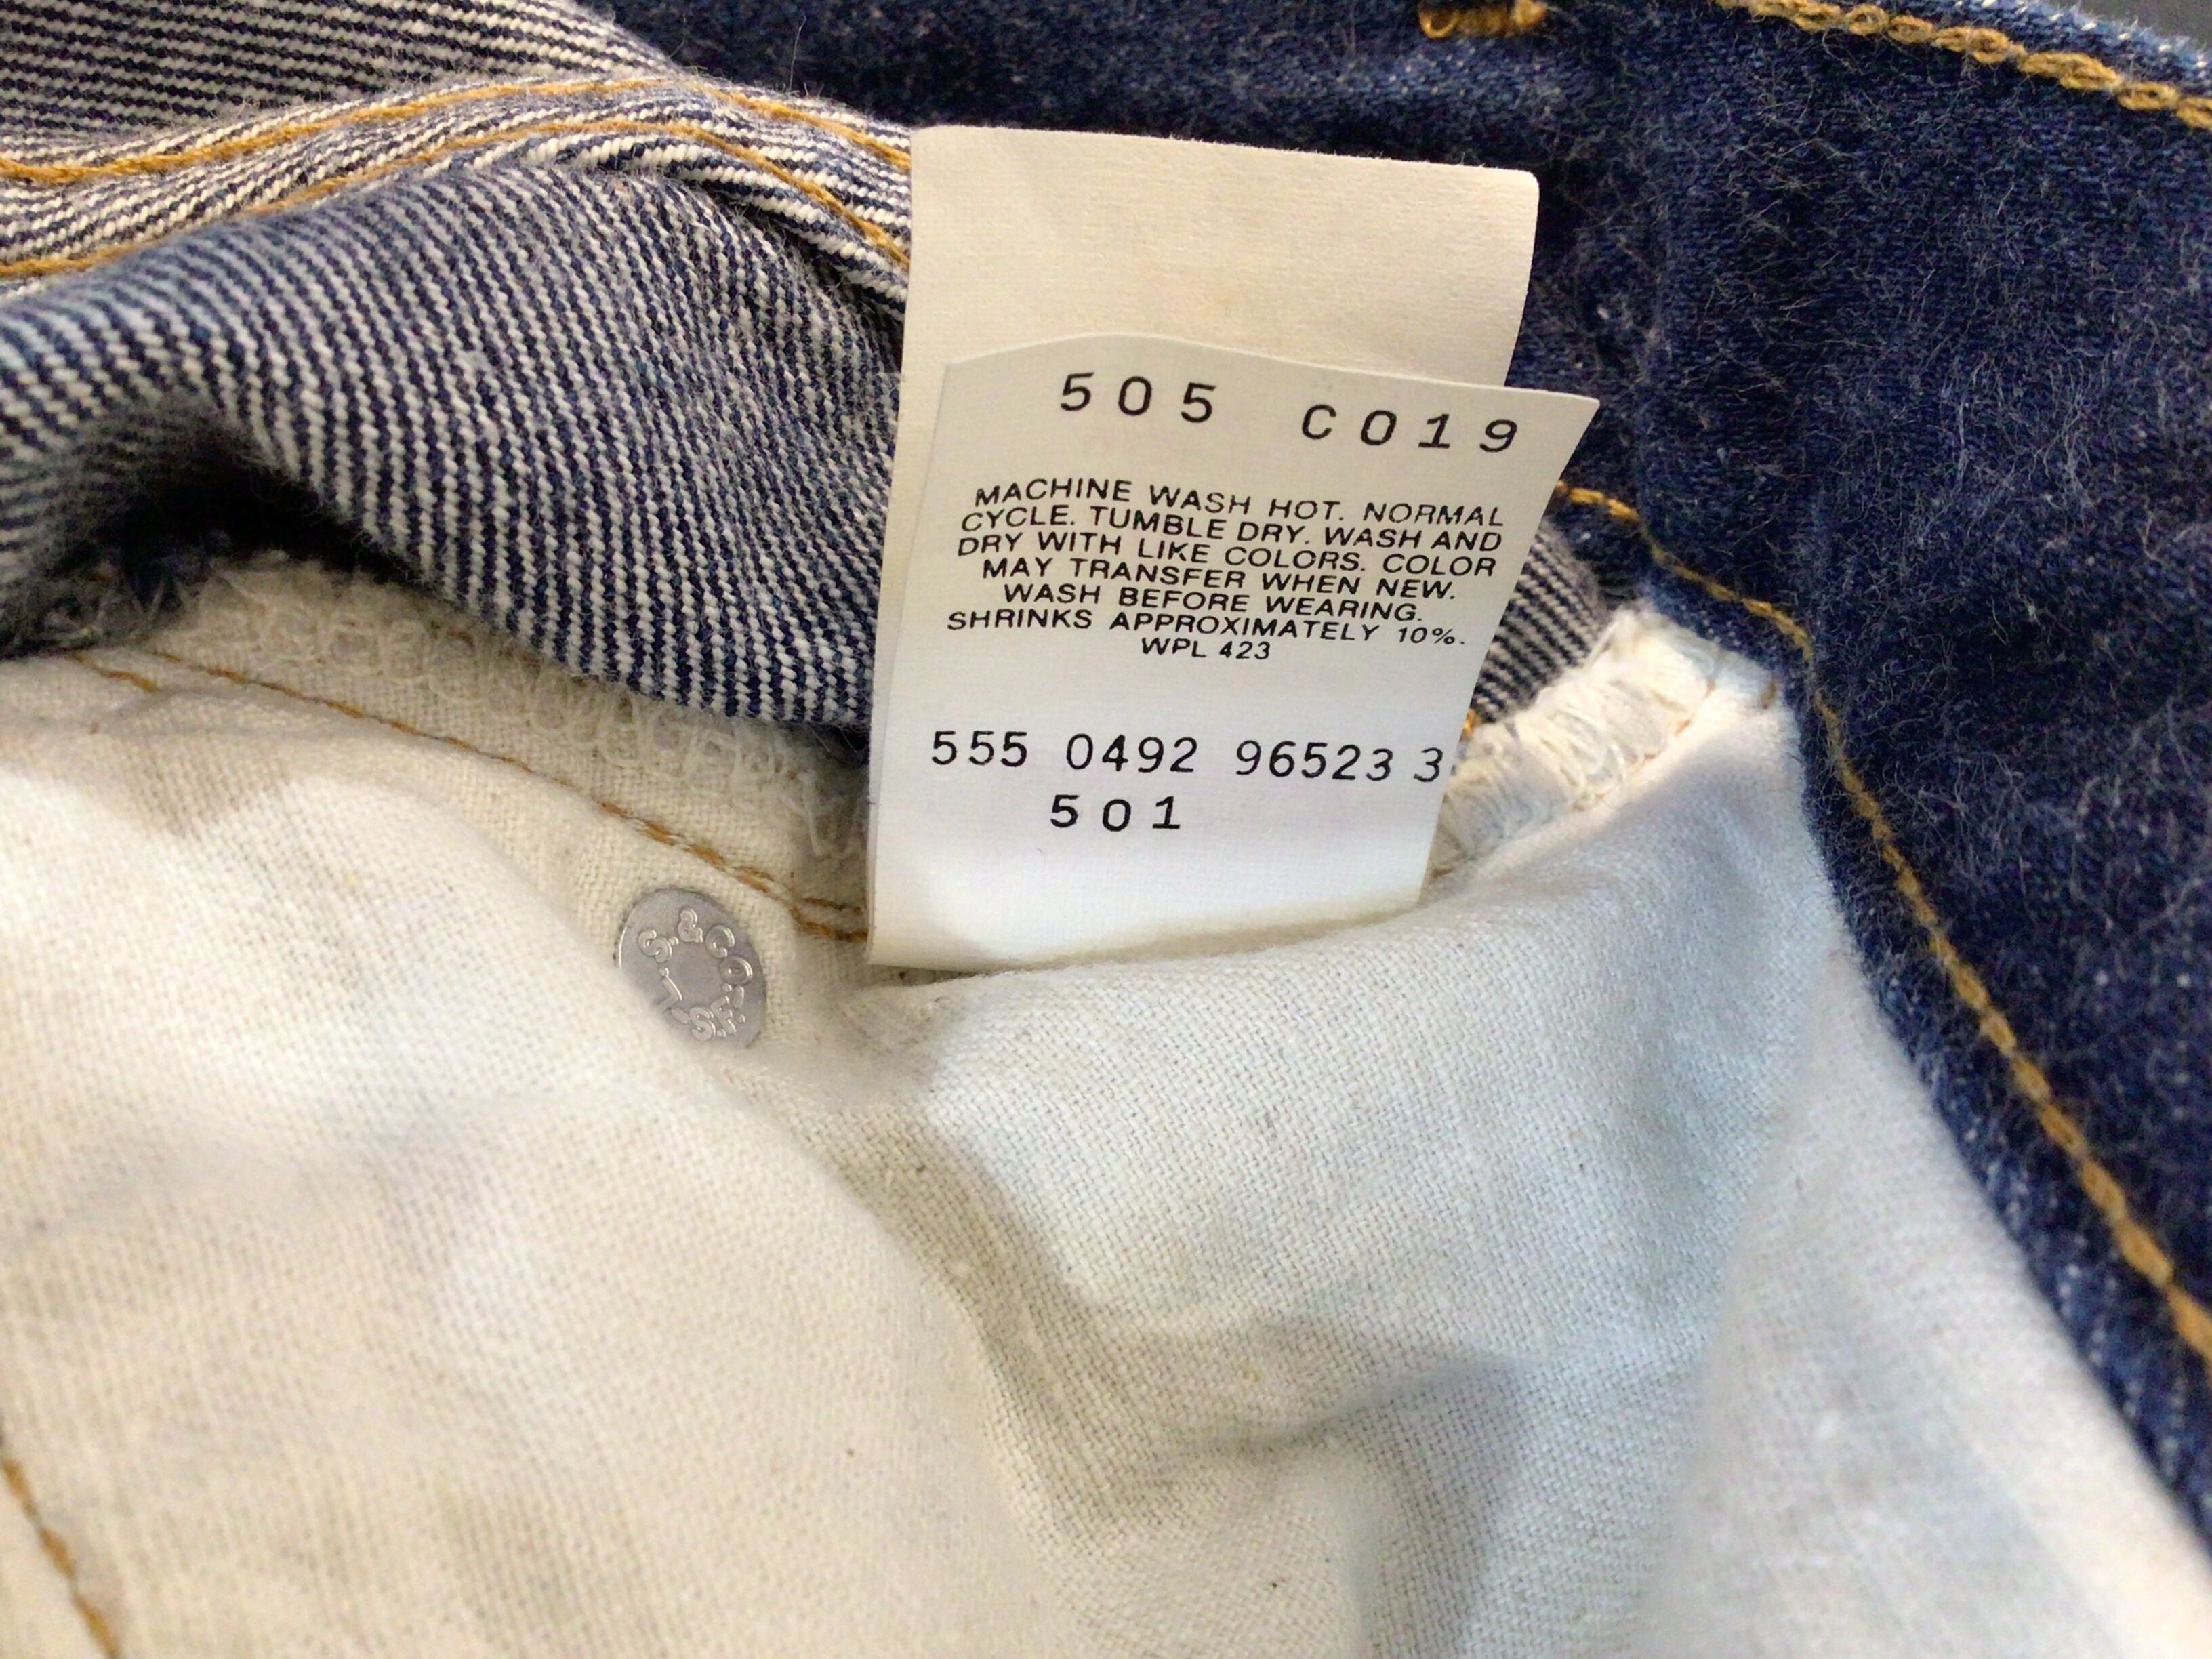 505 C019
MACHINE WASH HOT. NORMAL
CYCLE. TUMBLE DRY. WASH AND
DRY WITH LIKE COLORS. COLOR
MAY TRANSFER WHEN NEW.
WASH BEFORE WEARING.
SHRINKS APPROXIMATELY 10%.
WPL 423
555 0492 96523 3
501
L.S.&CO.